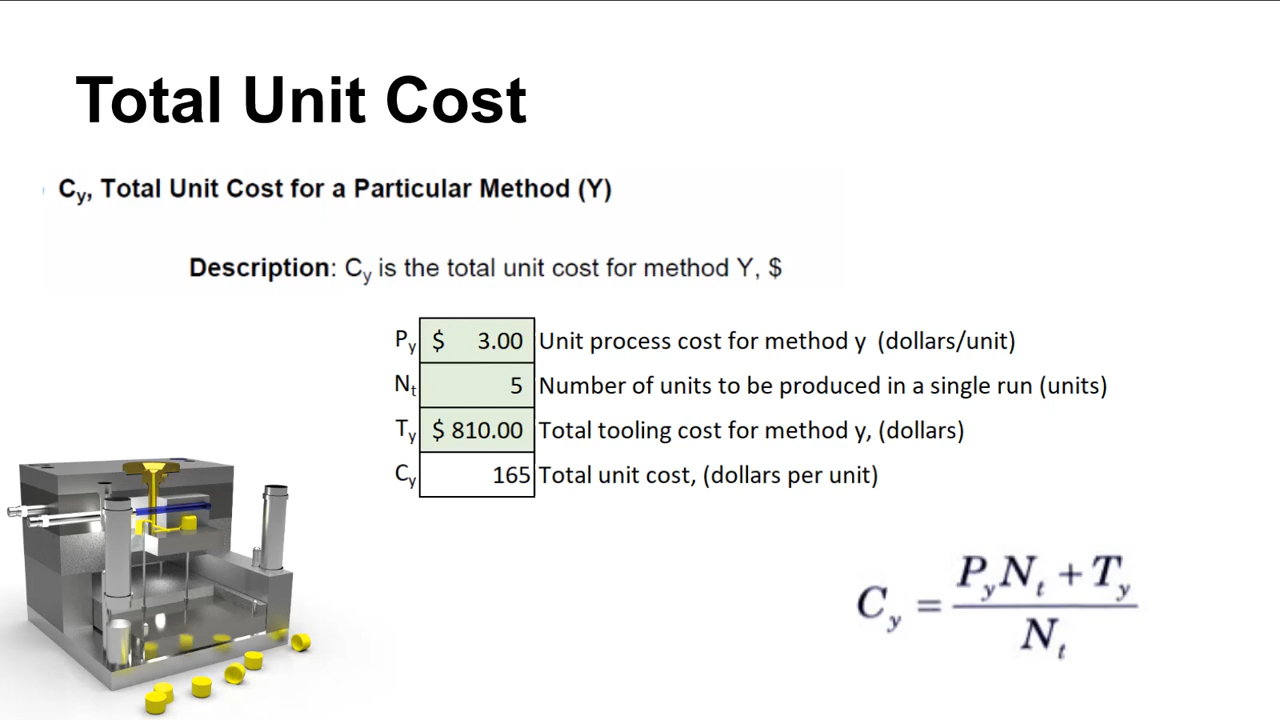 Total Unit Cost
Cy, Total Unit Cost for a Particular Method (Y)
Description: Cy is the total unit cost for method Y, $
Py $ 3.00 Unit process cost for method y (dollars/unit)
Nt 5 Number of units to be produced in a single run (units)
Ty $ 810.00 Total tooling cost for method y, (dollars)
Cy 165 Total unit cost, (dollars per unit)
Cy = PyNt + Ty
Nt